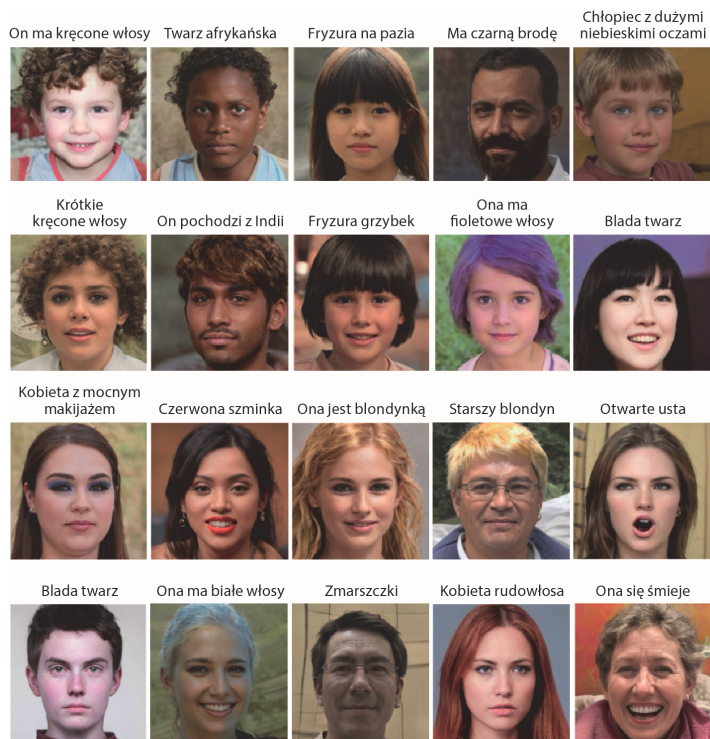 On ma kręcone włosy
Twarz afrykańska
Fryzura na pazia
Ma czarną brodę
Chłopiec z dużymi
niebieskimi oczami
Krótkie
kręcone włosy
On pochodzi z Indii
Fryzura grzybek
Ona ma
fioletowe włosy
Blada twarz
Kobieta z mocnym
makijażem
Czerwona szminka
Ona jest blondynką
Starszy blondyn
Otwarte usta
Blada twarz
Ona ma białe włosy
Zmarszczki
Kobieta rudowłosa
Ona się śmieje